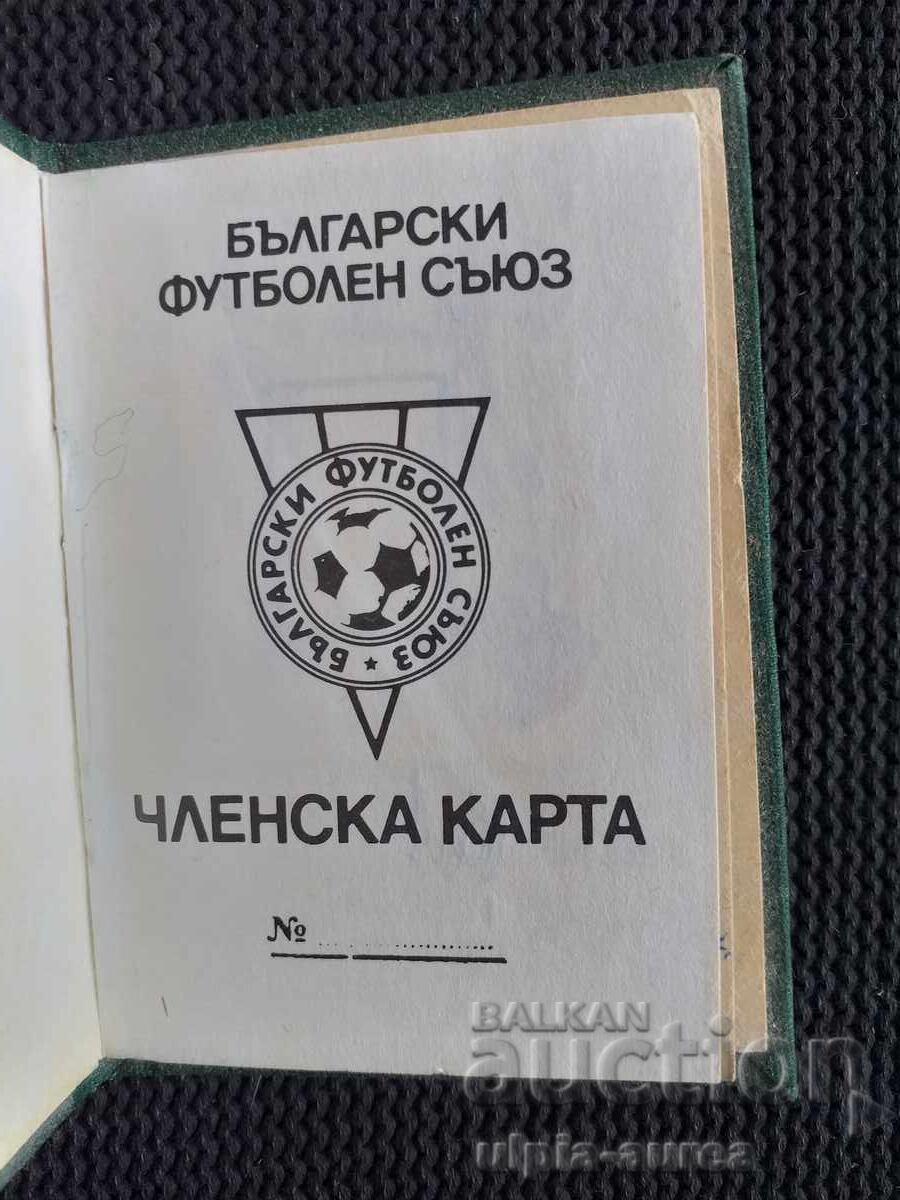 БЪЛГАРСКИ
ФУТБОЛЕН СЪЮЗ
БЪЛГАРСКИ ФУТБОЛЕН СЪЮЗ ★
ЧЛЕНСКА КАРТА
№ ....................
BALKAN
auction
ulpia-aurea